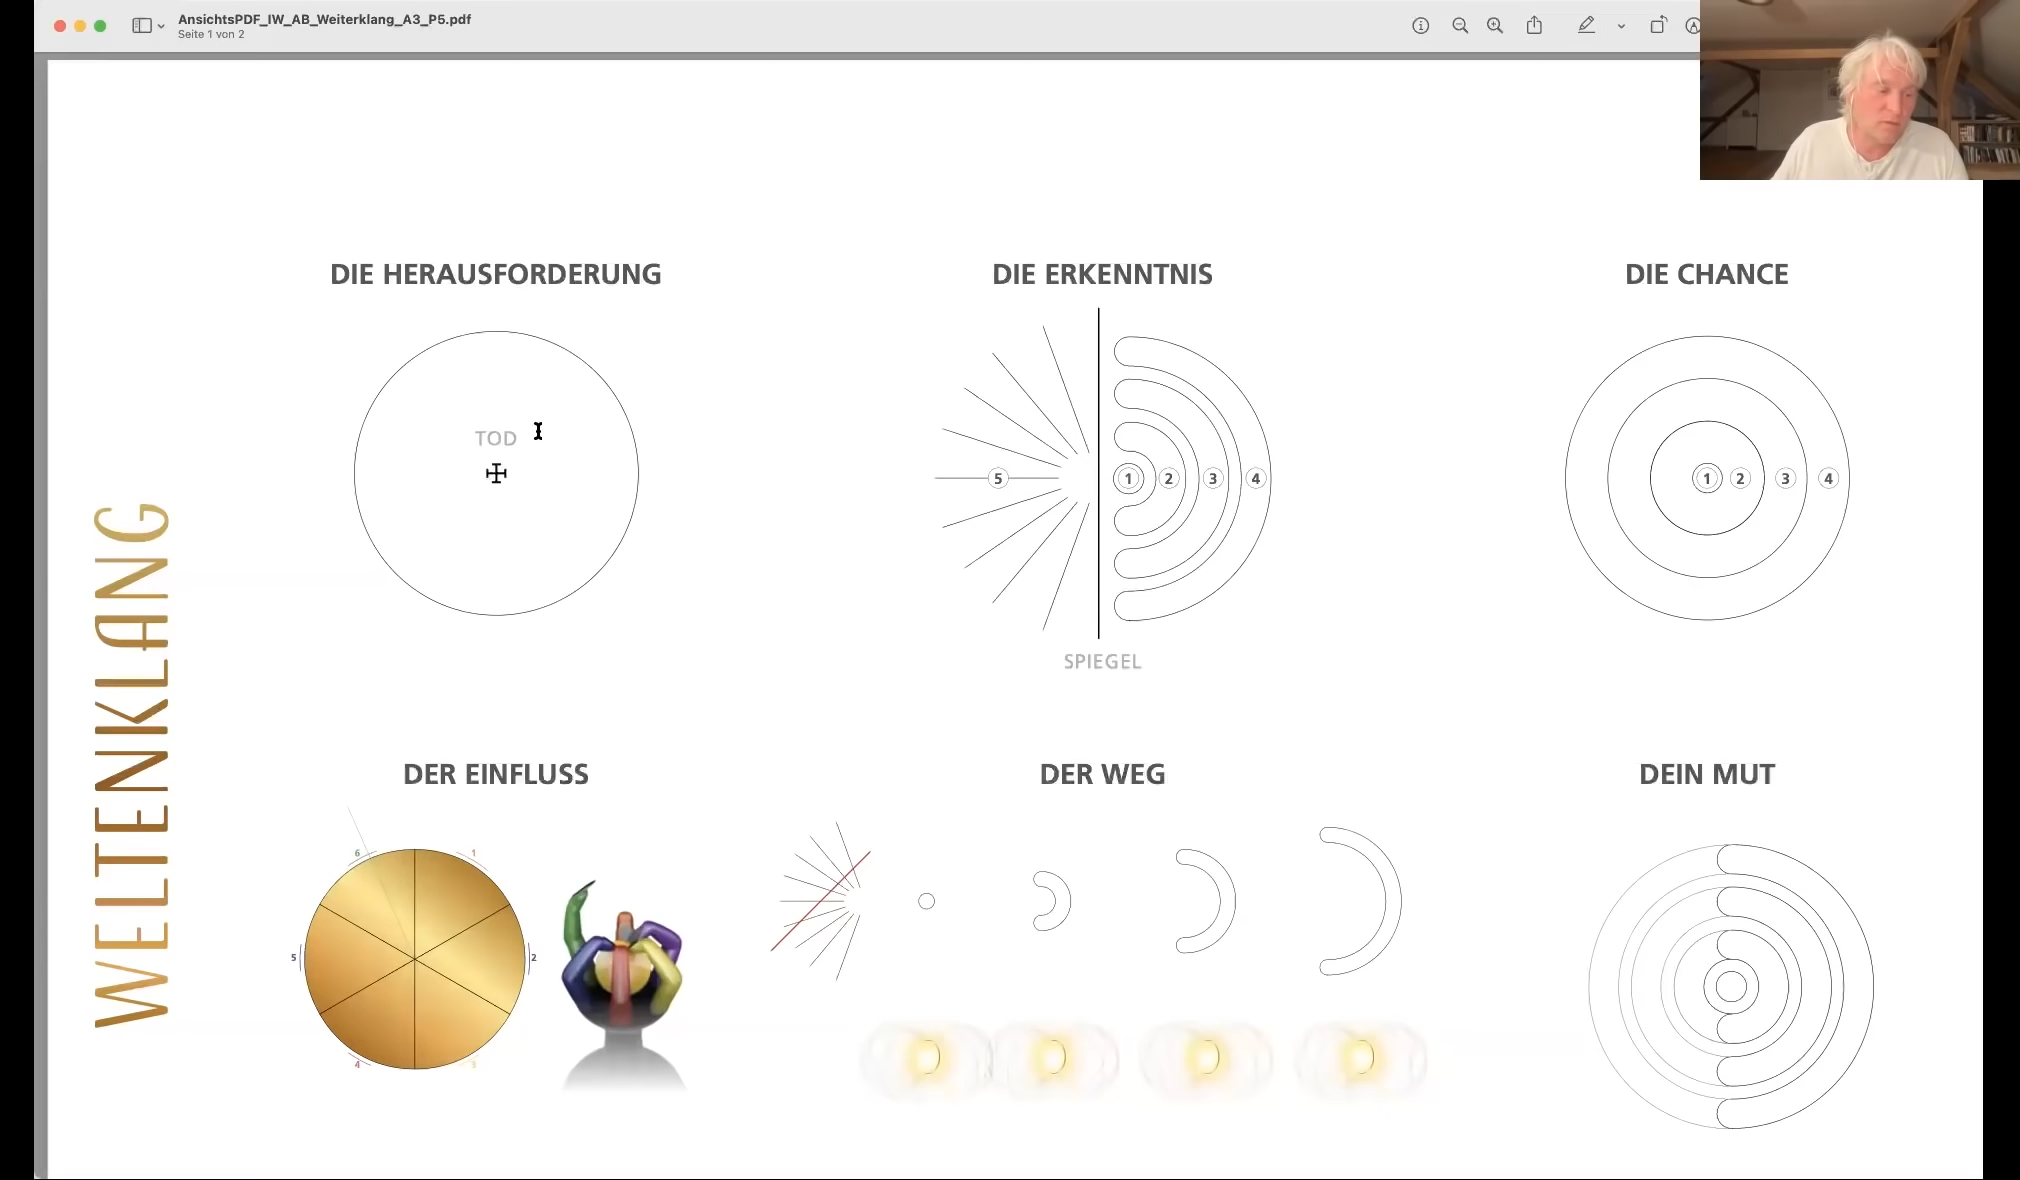 AnsichtsPDF_IW_AB_Weiterklang_A3_P5.pdf
Seite 1 von 2
DIE HERAUSFORDERUNG
DIE ERKENNTNIS
DIE CHANCE
TOD
5 1 2 3 4
1 2 3 4
SPIEGEL
WELTENKLANG
DER EINFLUSS
DER WEG
DEIN MUT
6 1
5 2
4 3